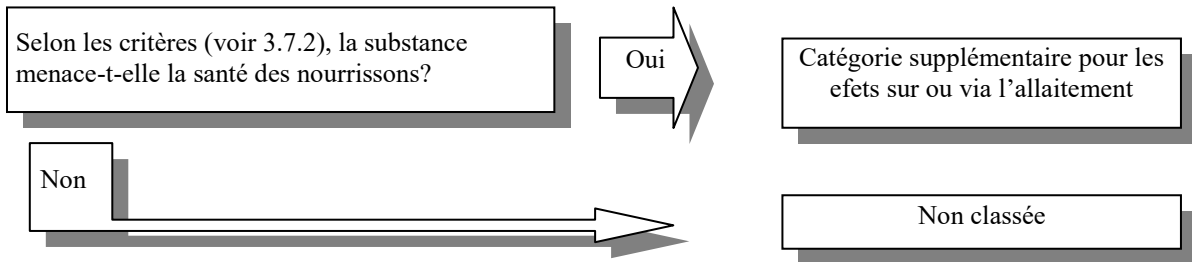 Selon les critères (voir 3.7.2), la substance
menace-t-elle la santé des nourrissons?
Oui
Catégorie supplémentaire pour les
efets sur ou via l’allaitement
Non
Non classée